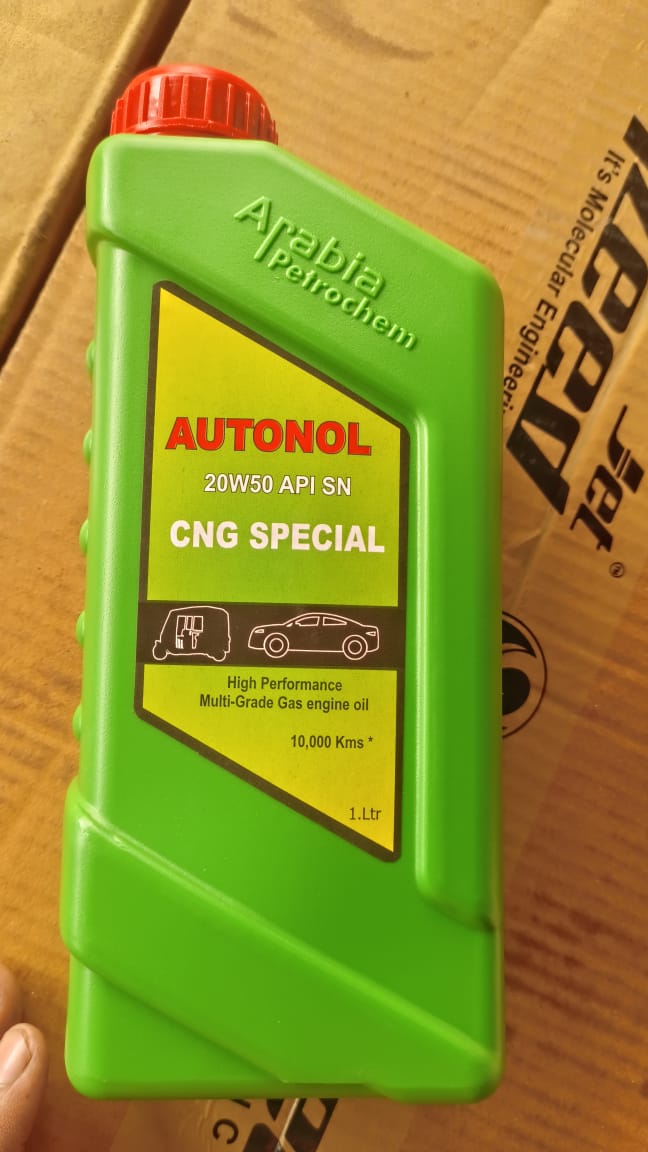 Arabia
Petrochem
AUTONOL
20W50 API SN
CNG SPECIAL
High Performance
Multi-Grade Gas engine oil
10,000 Kms *
1.Ltr
It's Molecular Engineeri
Jet